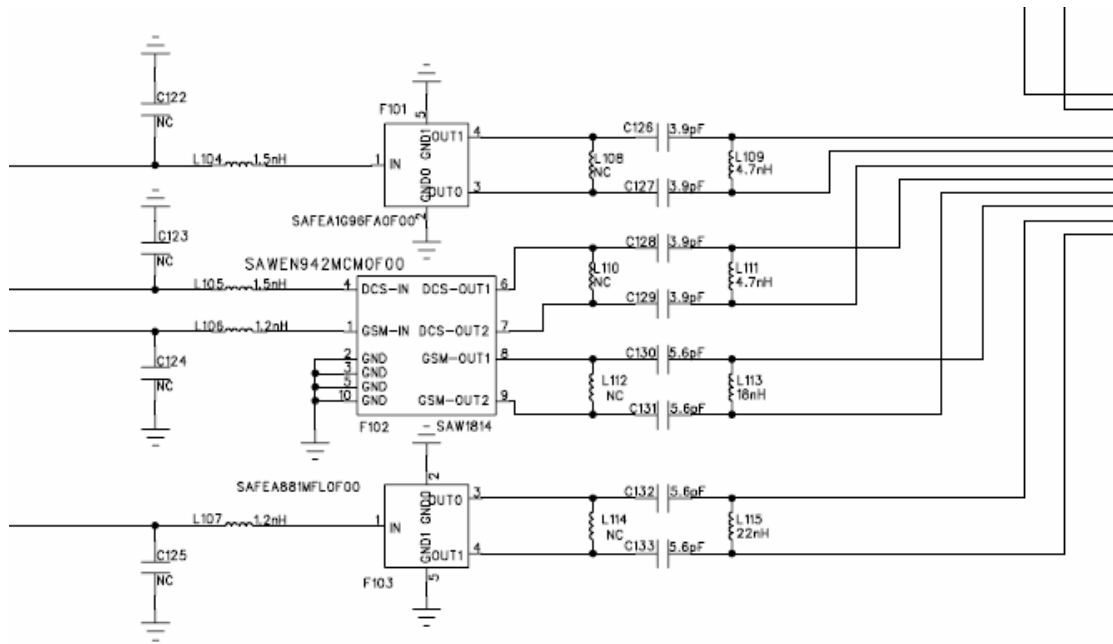 C122
NC
L104 1.5nH
F101
5
1 IN
GND1
GND0
OUT1 4
OUT0 3
2
SAFEA1G96FA0F00
C126 3.9pF
L108
NC
L109
4.7nH
C127 3.9pF
C123
NC
SAWEN942MCM0F00
L105 1.5nH
4 DCS-IN DCS-OUT1 6
L106 1.2nH
1 GSM-IN DCS-OUT2 7
2 GND GSM-OUT1 8
3 GND
5 GND
10 GND GSM-OUT2 9
F102
SAW1814
C124
NC
C128 3.9pF
L110
NC
L111
4.7nH
C129 3.9pF
C130 5.6pF
L112
NC
L113
18nH
C131 5.6pF
SAFEA881MFL0F00
L107 1.2nH
2
1 IN
GND0
GND1
OUT0 3
OUT1 4
5
F103
C125
NC
C132 5.6pF
L114
NC
L115
22nH
C133 5.6pF